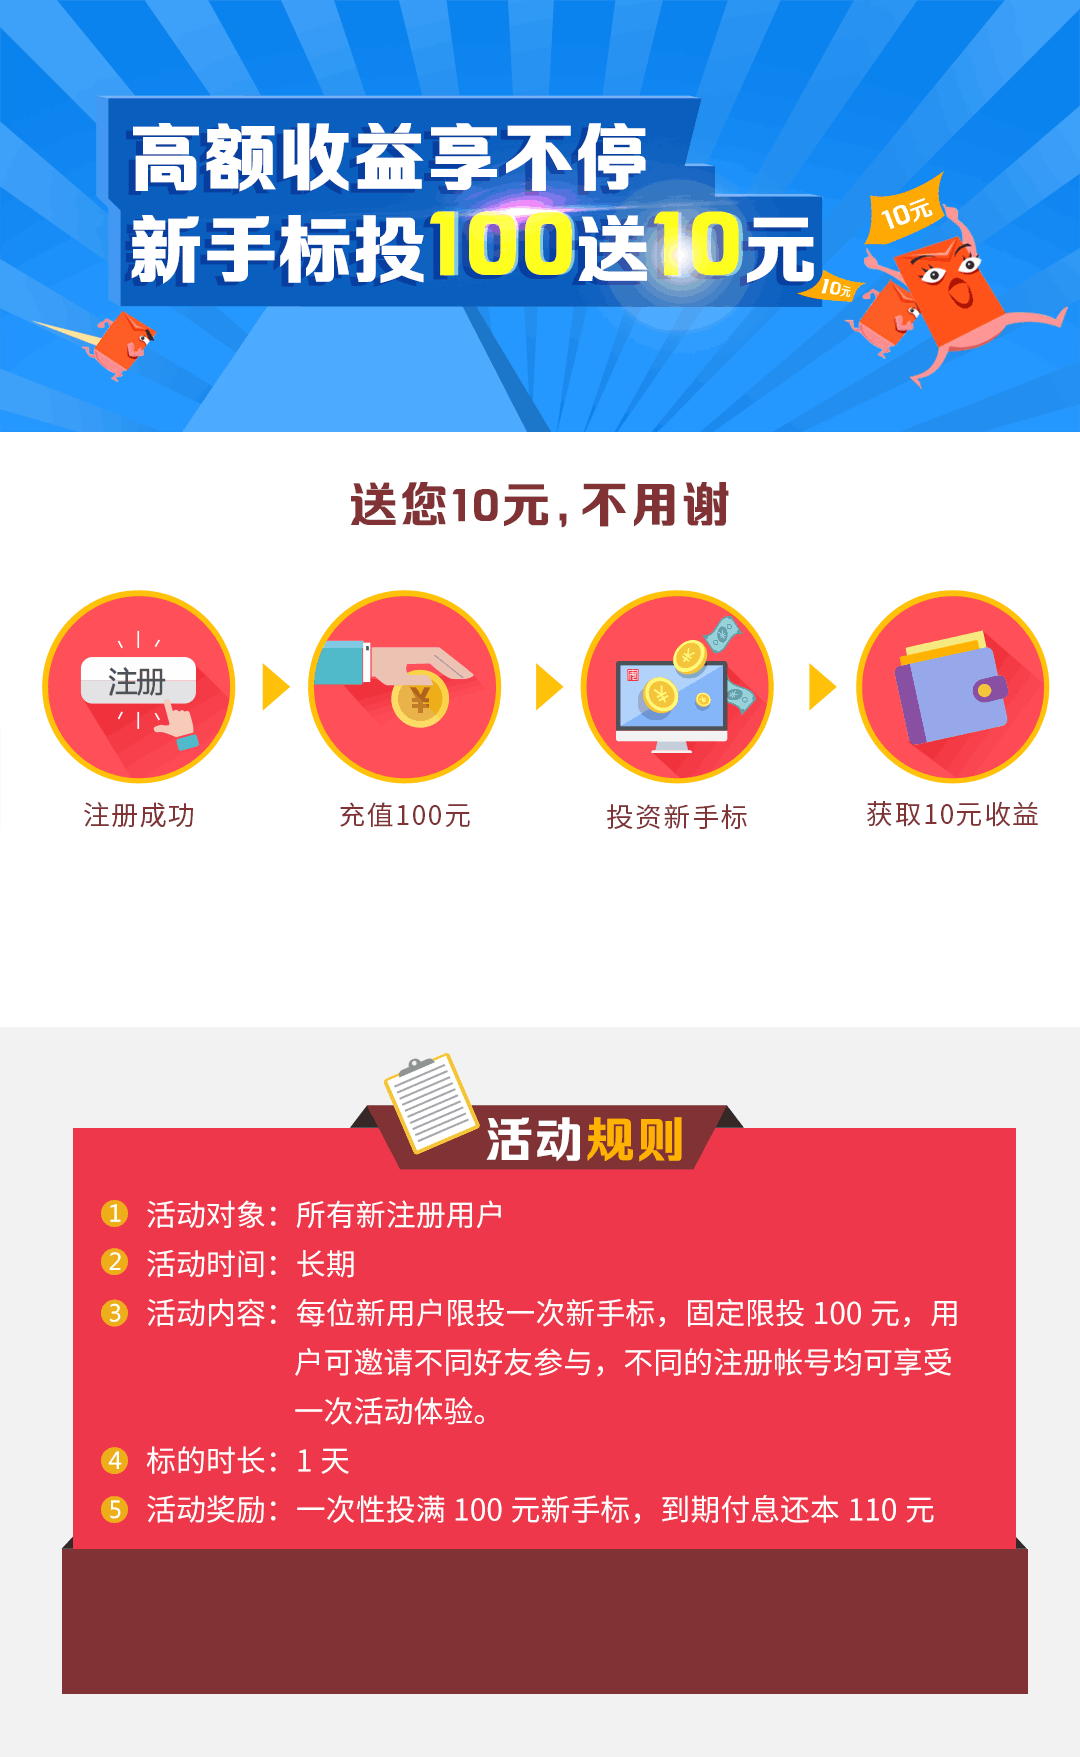 高额收益享不停
新手标投100送10元
10元
10元
送您10元,不用谢
注册
注册成功
充值100元
投资新手标
获取10元收益
活动规则
1 活动对象：所有新注册用户
2 活动时间：长期
3 活动内容：每位新用户限投一次新手标，固定限投 100 元，用
户可邀请不同好友参与，不同的注册帐号均可享受
一次活动体验。
4 标的时长：1 天
5 活动奖励：一次性投满 100 元新手标，到期付息还本 110 元